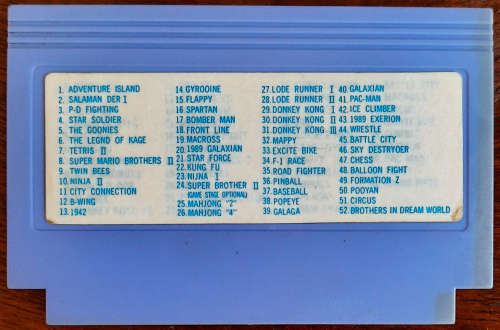 1. ADVENTURE ISLAND
2. SALAMAN DER I
3. P-D FIGHTING
4. STAR SOLDIER
5. THE GOONIES
6. THE LEGND OF KAGE
7. TETRIS II
8. SUPER MARIO BROTHERS II
9. TWIN BEES
10. NINJA II
11. CITY CONNECTION
12. B-WING
13. 1942
14. GYRODINE
15. FLAPPY
16. SPARTAN
17. BOMBER MAN
18. FRONT LINE
19. MACROSS
20. 1989 GALAXIAN
21. STAR FORCE
22. KUNG FU
23. NIJNA I
24. SUPER BROTHER II
(GAME STAGE OPTIONAL)
25. MAHJONG "2"
26. MAHJONG "4"
27. LODE RUNNER I
28. LODE RUNNER II
29. DONKEY KONG I
30. DONKEY KONG II
31. DONKEY KONG III
32. MAPPY
33. EXCITE BIKE
34. F-1 RACE
35. ROAD FIGHTER
36. PINBALL
37. BASEBALL
38. POPEYE
39. GALAGA
40. GALAXIAN
41. PAC-MAN
42. ICE CLIMBER
43. 1989 EXERION
44. WRESTLE
45. BATTLE CITY
46. SKY DESTRYOER
47. CHESS
48. BALLOON FIGHT
49. FORMATION Z
50. POOYAN
51. CIRCUS
52. BROTHERS IN DREAM WORLD